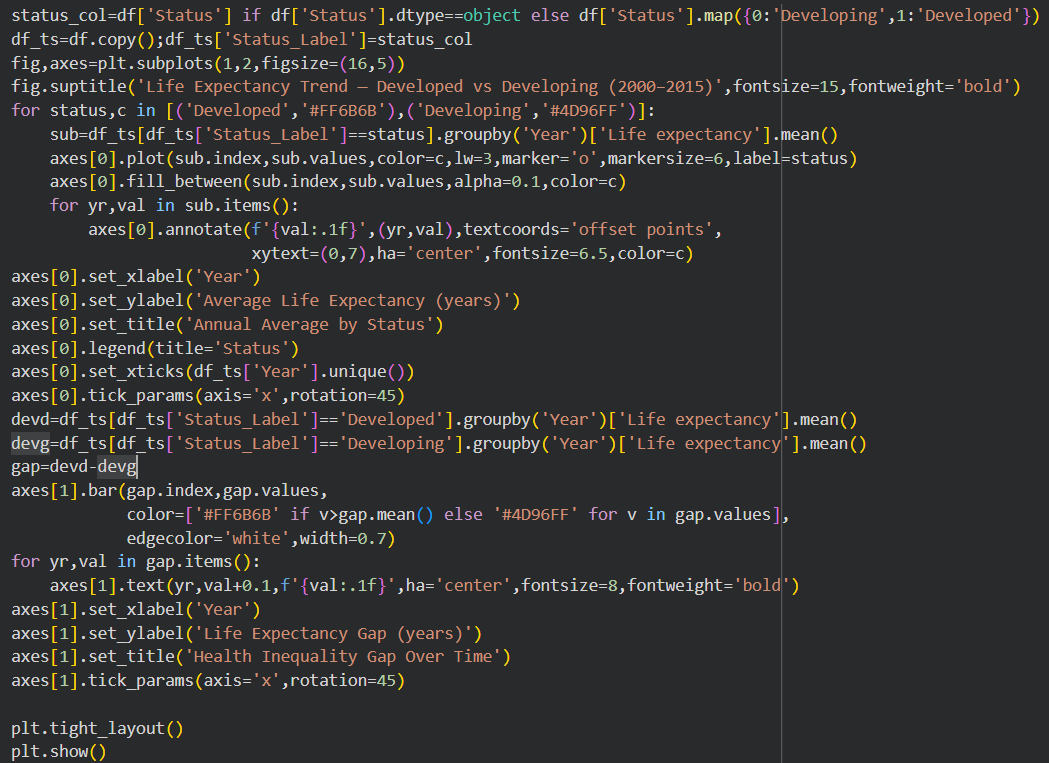 status_col=df['Status'] if df['Status'].dtype==object else df['Status'].map({0:'Developing',1:'Developed'})
df_ts=df.copy();df_ts['Status_Label']=status_col
fig,axes=plt.subplots(1,2,figsize=(16,5))
fig.suptitle('Life Expectancy Trend — Developed vs Developing (2000–2015)',fontsize=15,fontweight='bold')
for status,c in [('Developed','#FF6B6B'),('Developing','#4D96FF')]:
    sub=df_ts[df_ts['Status_Label']==status].groupby('Year')['Life expectancy'].mean()
    axes[0].plot(sub.index,sub.values,color=c,lw=3,marker='o',markersize=6,label=status)
    axes[0].fill_between(sub.index,sub.values,alpha=0.1,color=c)
    for yr,val in sub.items():
        axes[0].annotate(f'{val:.1f}',(yr,val),textcoords='offset points',
                         xytext=(0,7),ha='center',fontsize=6.5,color=c)
axes[0].set_xlabel('Year')
axes[0].set_ylabel('Average Life Expectancy (years)')
axes[0].set_title('Annual Average by Status')
axes[0].legend(title='Status')
axes[0].set_xticks(df_ts['Year'].unique())
axes[0].tick_params(axis='x',rotation=45)
devd=df_ts[df_ts['Status_Label']=='Developed'].groupby('Year')['Life expectancy'].mean()
devg=df_ts[df_ts['Status_Label']=='Developing'].groupby('Year')['Life expectancy'].mean()
gap=devd-devg
axes[1].bar(gap.index,gap.values,
            color=['#FF6B6B' if v>gap.mean() else '#4D96FF' for v in gap.values],
            edgecolor='white',width=0.7)
for yr,val in gap.items():
    axes[1].text(yr,val+0.1,f'{val:.1f}',ha='center',fontsize=8,fontweight='bold')
axes[1].set_xlabel('Year')
axes[1].set_ylabel('Life Expectancy Gap (years)')
axes[1].set_title('Health Inequality Gap Over Time')
axes[1].tick_params(axis='x',rotation=45)

plt.tight_layout()
plt.show()